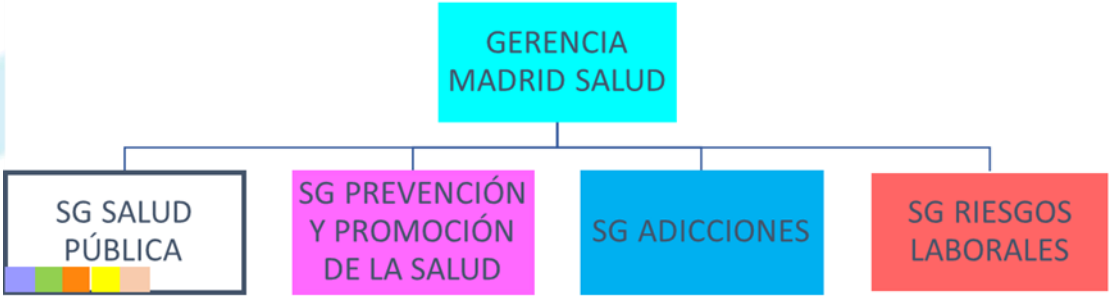 GERENCIA
MADRID SALUD
SG SALUD
PÚBLICA
SG PREVENCIÓN
Y PROMOCIÓN
DE LA SALUD
SG ADICCIONES
SG RIESGOS
LABORALES